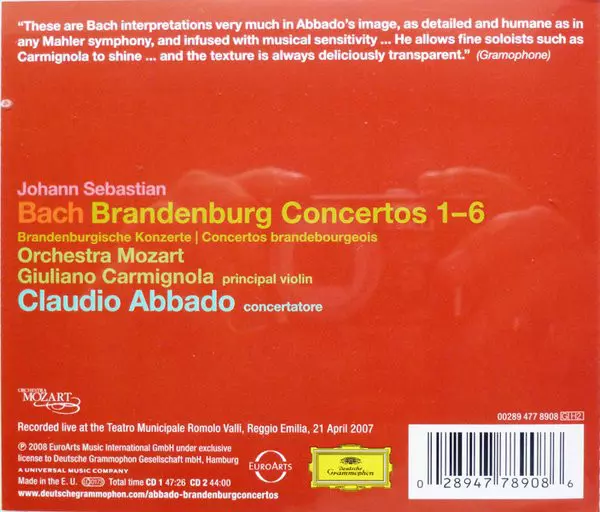 “These are Bach interpretations very much in Abbado’s image, as detailed and humane as in
any Mahler symphony, and infused with musical sensitivity ... He allows fine soloists such as
Carmignola to shine ... and the texture is always deliciously transparent.” (Gramophone)
Johann Sebastian
Bach Brandenburg Concertos 1–6
Brandenburgische Konzerte | Concertos brandebourgeois
Orchestra Mozart
Giuliano Carmignola principal violin
Claudio Abbado concertatore
ORCHESTRA
MOZART
00289 477 8908 GH2
Recorded live at the Teatro Municipale Romolo Valli, Reggio Emilia, 21 April 2007
℗ 2008 EuroArts Music International GmbH under exclusive
license to Deutsche Grammophon Gesellschaft mbH, Hamburg
A UNIVERSAL MUSIC COMPANY
Made in the E. U. Total time CD 1 47:26 CD 2 44:00
www.deutschegrammophon.com/abbado-brandenburgconcertos
EUROARTS
Deutsche
Grammophon
0 28947 78908 6